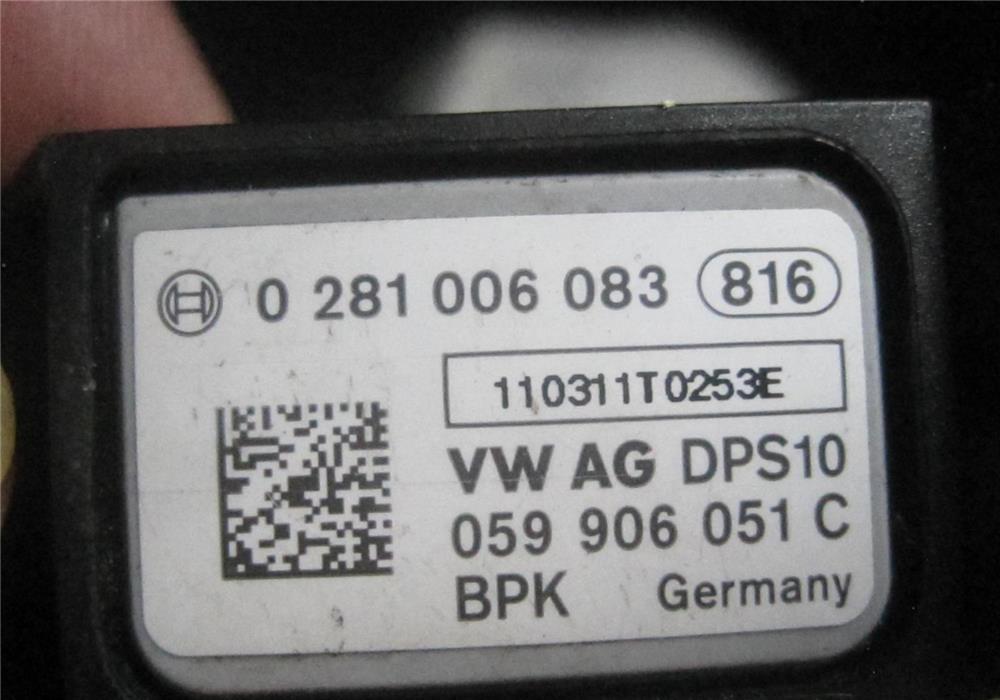 0 281 006 083 816
110311T0253E
VW AG DPS10
059 906 051 C
BPK Germany